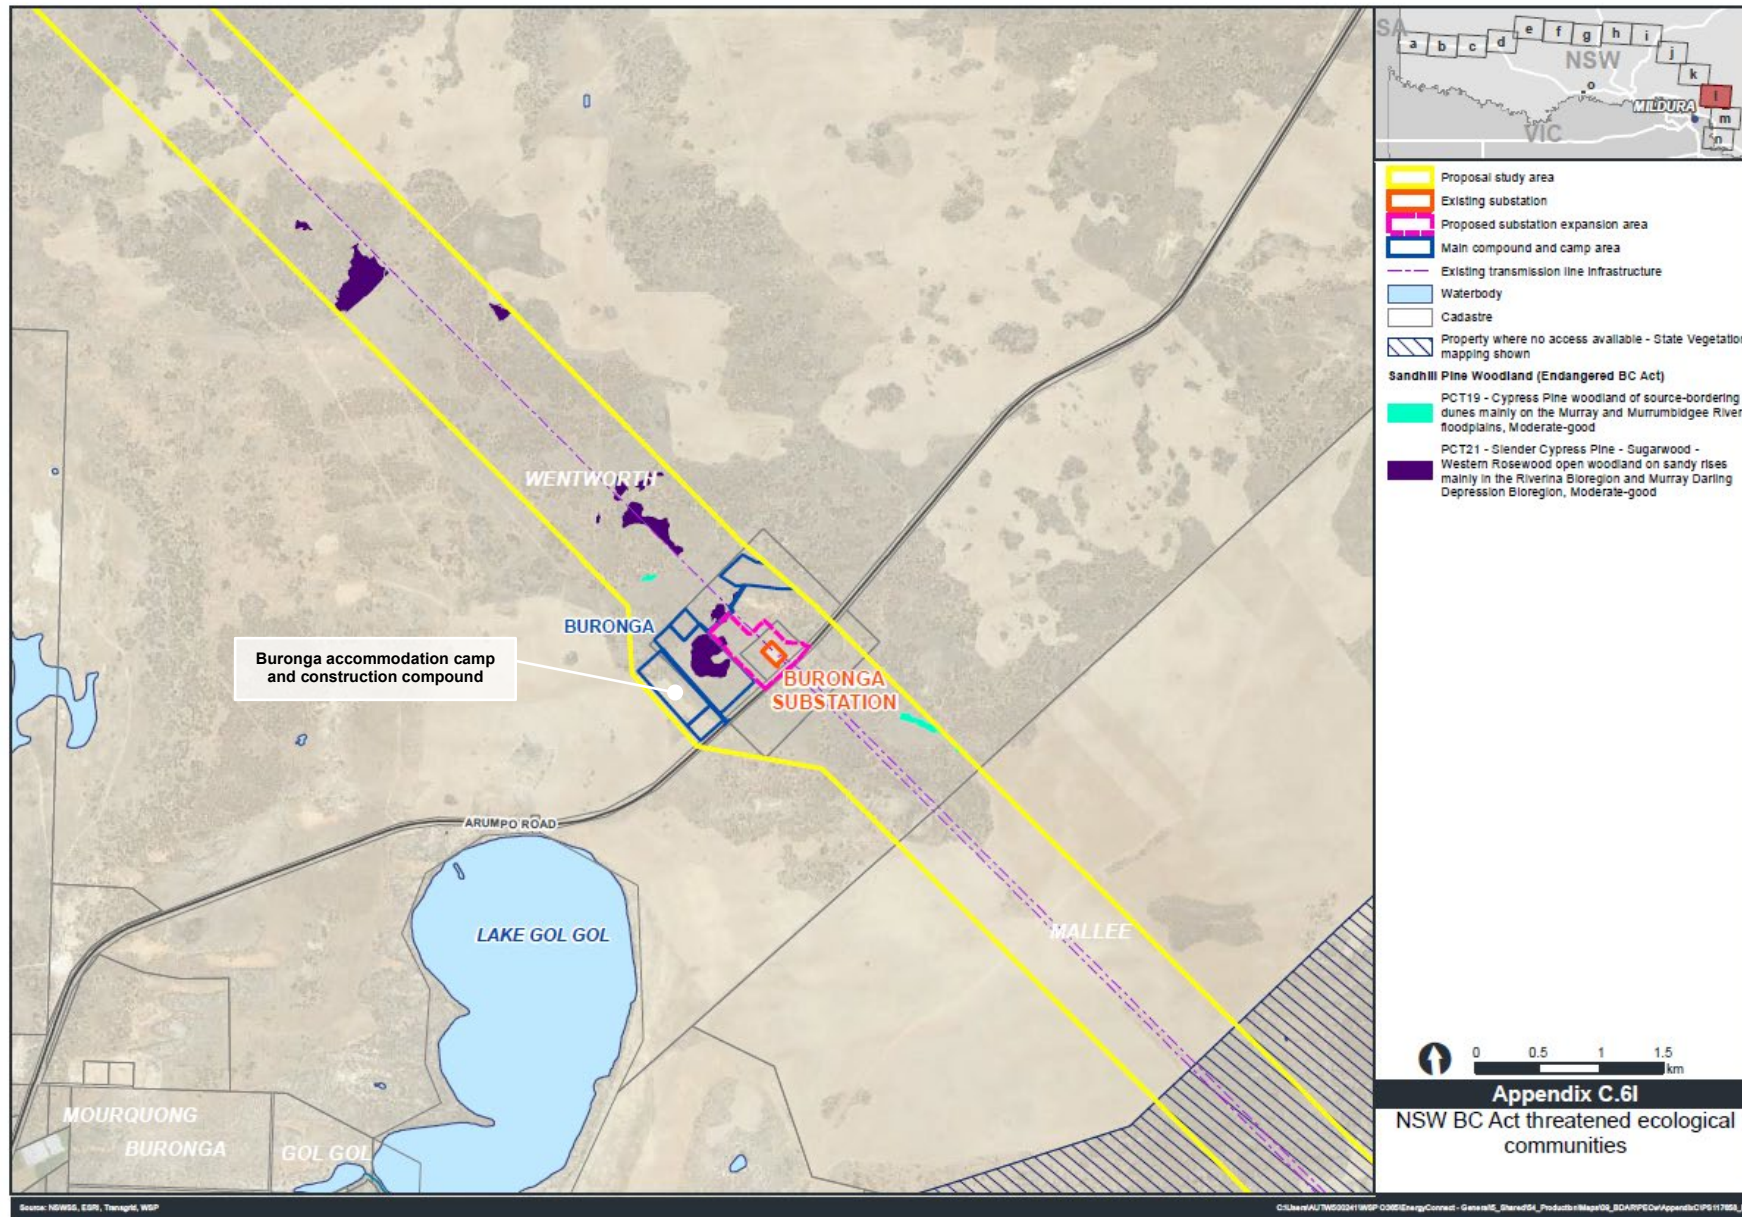 SA
a
b
c
d
e
f
g
h
i
j
k
l
m
n
o
NSW
MILDURA
VIC
Proposal study area
Existing substation
Proposed substation expansion area
Main compound and camp area
Existing transmission line infrastructure
Waterbody
Cadastre
Property where no access available - State Vegetation
mapping shown
Sandhill Pine Woodland (Endangered BC Act)
PCT19 - Cypress Pine woodland of source-bordering
dunes mainly on the Murray and Murrumbidgee River
floodplains, Moderate-good
PCT21 - Slender Cypress Pine - Sugarwood -
Western Rosewood open woodland on sandy rises
mainly in the Riverina Bioregion and Murray Darling
Depression Bioregion, Moderate-good
WENTWORTH
BURONGA
Buronga accommodation camp
and construction compound
BURONGA
SUBSTATION
ARUMPO ROAD
LAKE GOL GOL
MALLEE
MOURQUONG
BURONGA
GOL GOL
0 0.5 1 1.5
km
Appendix C.6l
NSW BC Act threatened ecological
communities
Source: NSWSS, ESRI, Transgrid, WSP